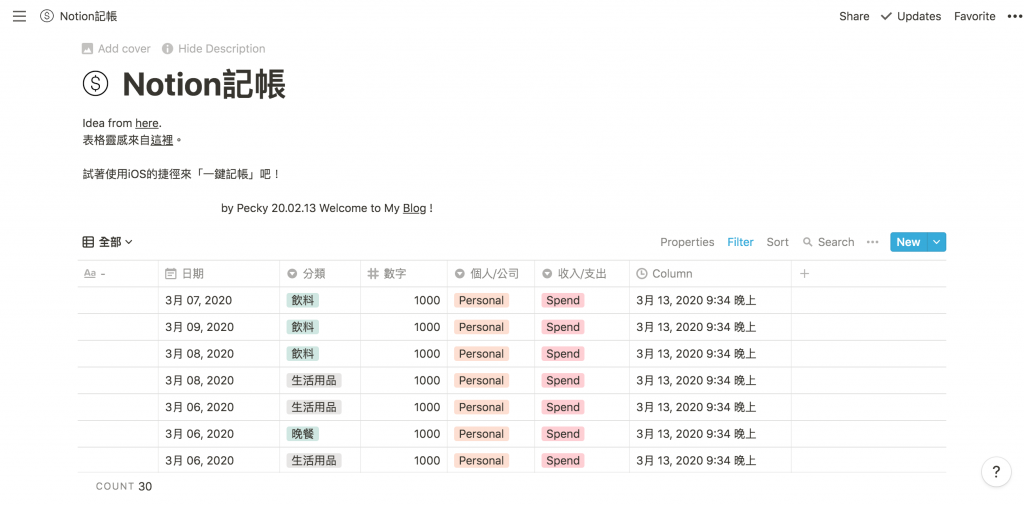 Notion記帳 Share Updates Favorite
Add cover Hide Description
Notion記帳
Idea from here.
表格靈感來自這裡。
試著使用iOS的捷徑來「一鍵記帳」吧！
by Pecky 20.02.13 Welcome to My Blog !
全部 Properties Filter Sort Search New
Aa - 日期 分類 # 數字 個人/公司 收入/支出 Column +
3月 07, 2020 飲料 1000 Personal Spend 3月 13, 2020 9:34 晚上
3月 09, 2020 飲料 1000 Personal Spend 3月 13, 2020 9:34 晚上
3月 08, 2020 飲料 1000 Personal Spend 3月 13, 2020 9:34 晚上
3月 08, 2020 生活用品 1000 Personal Spend 3月 13, 2020 9:34 晚上
3月 06, 2020 生活用品 1000 Personal Spend 3月 13, 2020 9:34 晚上
3月 06, 2020 晚餐 1000 Personal Spend 3月 13, 2020 9:34 晚上
3月 06, 2020 生活用品 1000 Personal Spend 3月 13, 2020 9:34 晚上
COUNT 30
?